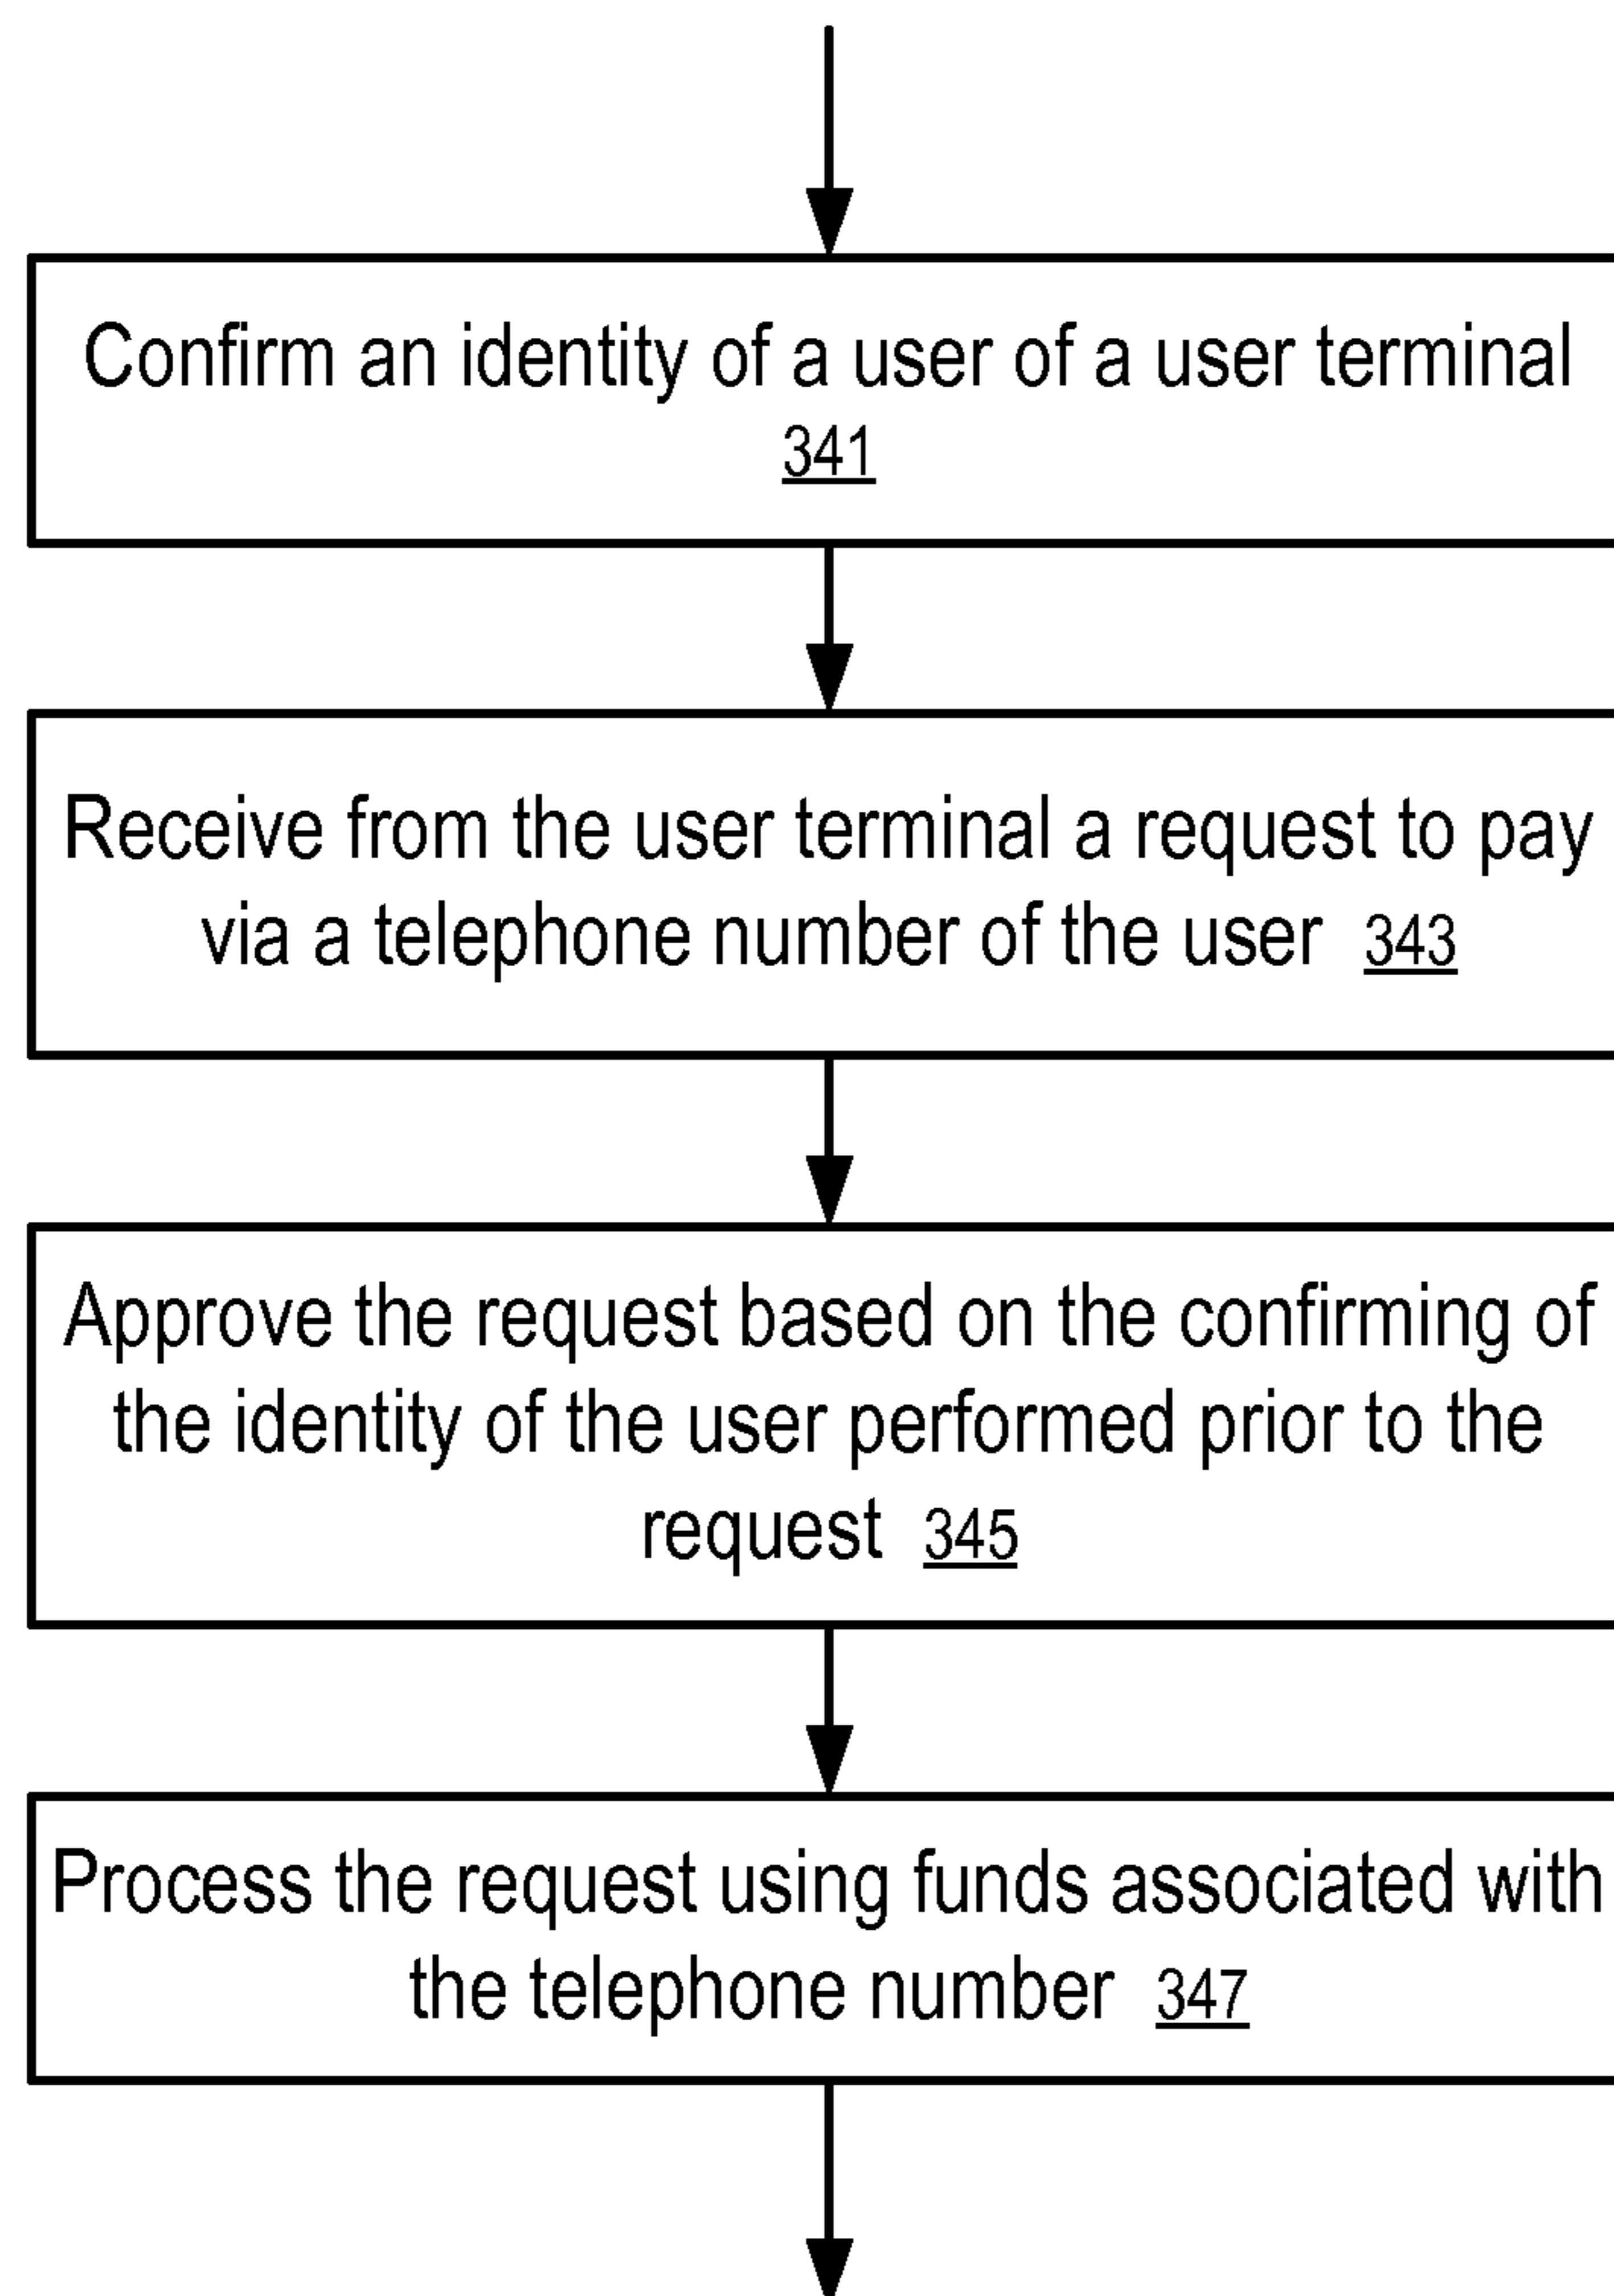 Confirm an identity of a user of a user terminal
341
Receive from the user terminal a request to pay
via a telephone number of the user 343
Approve the request based on the confirming of
the identity of the user performed prior to the
request 345
Process the request using funds associated with
the telephone number 347